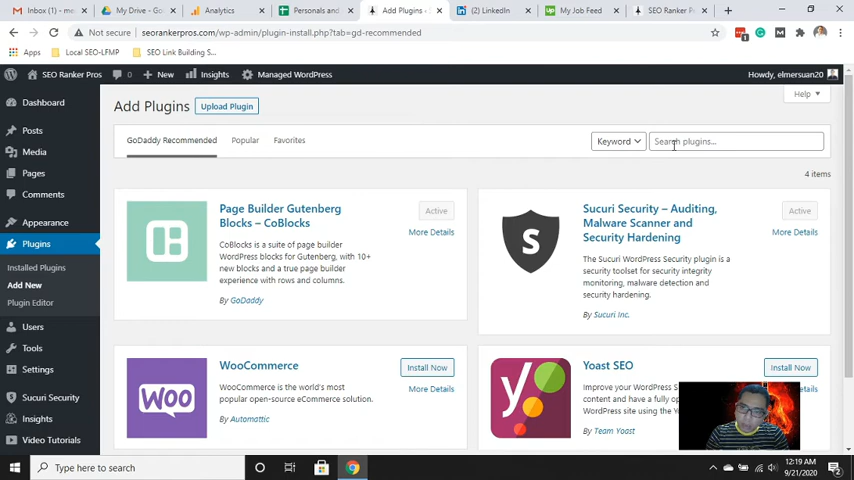 Inbox (1) - me
My Drive - Go
Analytics
Personals and
Add Plugins ‹
(2) LinkedIn
My Job Feed
SEO Ranker P
Not secure | seorankerpros.com/wp-admin/plugin-install.php?tab=gd-recommended
Apps
Local SEO-LFMP
SEO Link Building S...
SEO Ranker Pros
0
New
Insights
Managed WordPress
Howdy, elmersuan20
Dashboard
Posts
Media
Pages
Comments
Appearance
Plugins
Installed Plugins
Add New
Plugin Editor
Users
Tools
Settings
Sucuri Security
Insights
Video Tutorials
Help
Add Plugins
Upload Plugin
GoDaddy Recommended
Popular
Favorites
Keyword
Search plugins...
4 items
Page Builder Gutenberg
Blocks – CoBlocks
Active
More Details
CoBlocks is a suite of page builder
WordPress blocks for Gutenberg, with 10+
new blocks and a true page builder
experience with rows and columns.
By GoDaddy
S
Sucuri Security – Auditing,
Malware Scanner and
Security Hardening
Active
More Details
The Sucuri WordPress Security plugin is a
security toolset for security integrity
monitoring, malware detection and
security hardening.
By Sucuri Inc.
WOO
WooCommerce
Install Now
More Details
WooCommerce is the world's most
popular open-source eCommerce solution.
By Automattic
y
Yoast SEO
Install Now
Improve your WordPress S
content and have a fully op
WordPress site using the Yo
By Team Yoast
Type here to search
12:19 AM
9/21/2020
2